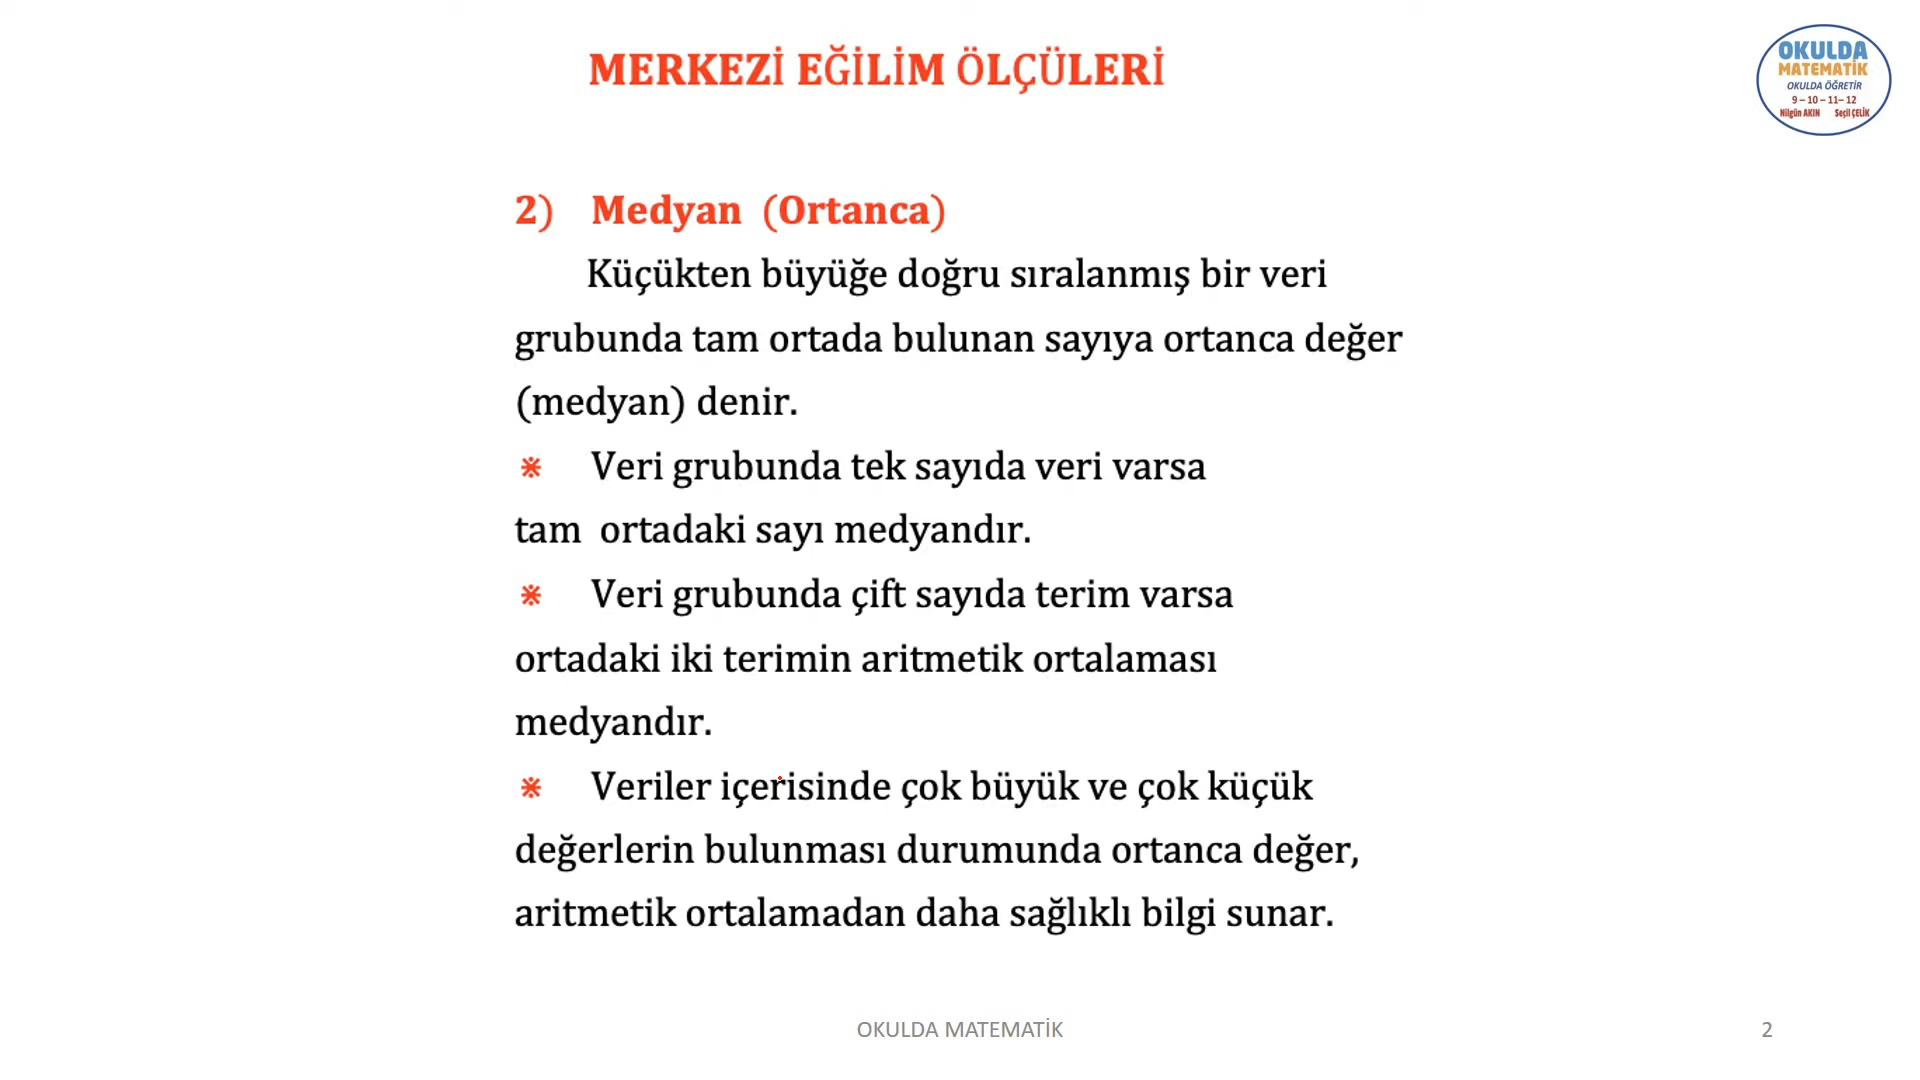 MERKEZİ EĞİLİM ÖLÇÜLERİ
OKULDA
MATEMATİK
OKULDA ÖĞRETİR
9 – 10 – 11– 12
Nilgün AKIN Seçil ÇELİK
2) Medyan (Ortanca)
Küçükten büyüğe doğru sıralanmış bir veri
grubunda tam ortada bulunan sayıya ortanca değer
(medyan) denir.
※ Veri grubunda tek sayıda veri varsa
tam ortadaki sayı medyandır.
※ Veri grubunda çift sayıda terim varsa
ortadaki iki terimin aritmetik ortalaması
medyandır.
※ Veriler içerisinde çok büyük ve çok küçük
değerlerin bulunması durumunda ortanca değer,
aritmetik ortalamadan daha sağlıklı bilgi sunar.
OKULDA MATEMATİK
2